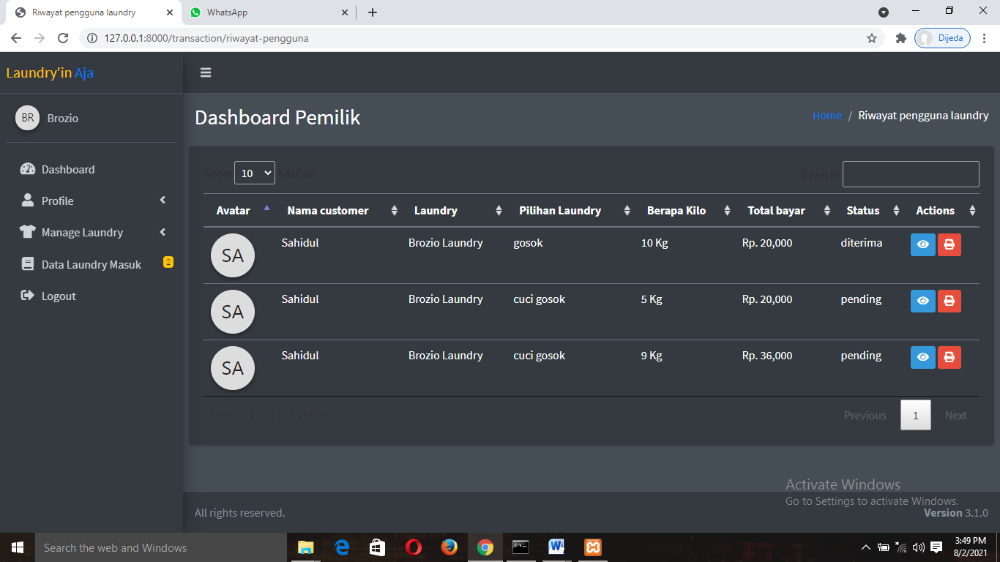 Riwayat pengguna laundry
WhatsApp
127.0.0.1:8000/transaction/riwayat-pengguna
Dijeda
Laundry'in Aja
BR Brozio
Dashboard
Profile
Manage Laundry
Data Laundry Masuk 2
Logout
Dashboard Pemilik
Home / Riwayat pengguna laundry
Show 10 entries
Search:
Avatar Nama customer Laundry Pilihan Laundry Berapa Kilo Total bayar Status Actions
SA Sahidul Brozio Laundry gosok 10 Kg Rp. 20,000 diterima
SA Sahidul Brozio Laundry cuci gosok 5 Kg Rp. 20,000 pending
SA Sahidul Brozio Laundry cuci gosok 9 Kg Rp. 36,000 pending
Showing 1 to 3 of 3 entries
Previous 1 Next
Activate Windows
Go to Settings to activate Windows.
All rights reserved.
Version 3.1.0
Search the web and Windows
3:49 PM
8/2/2021